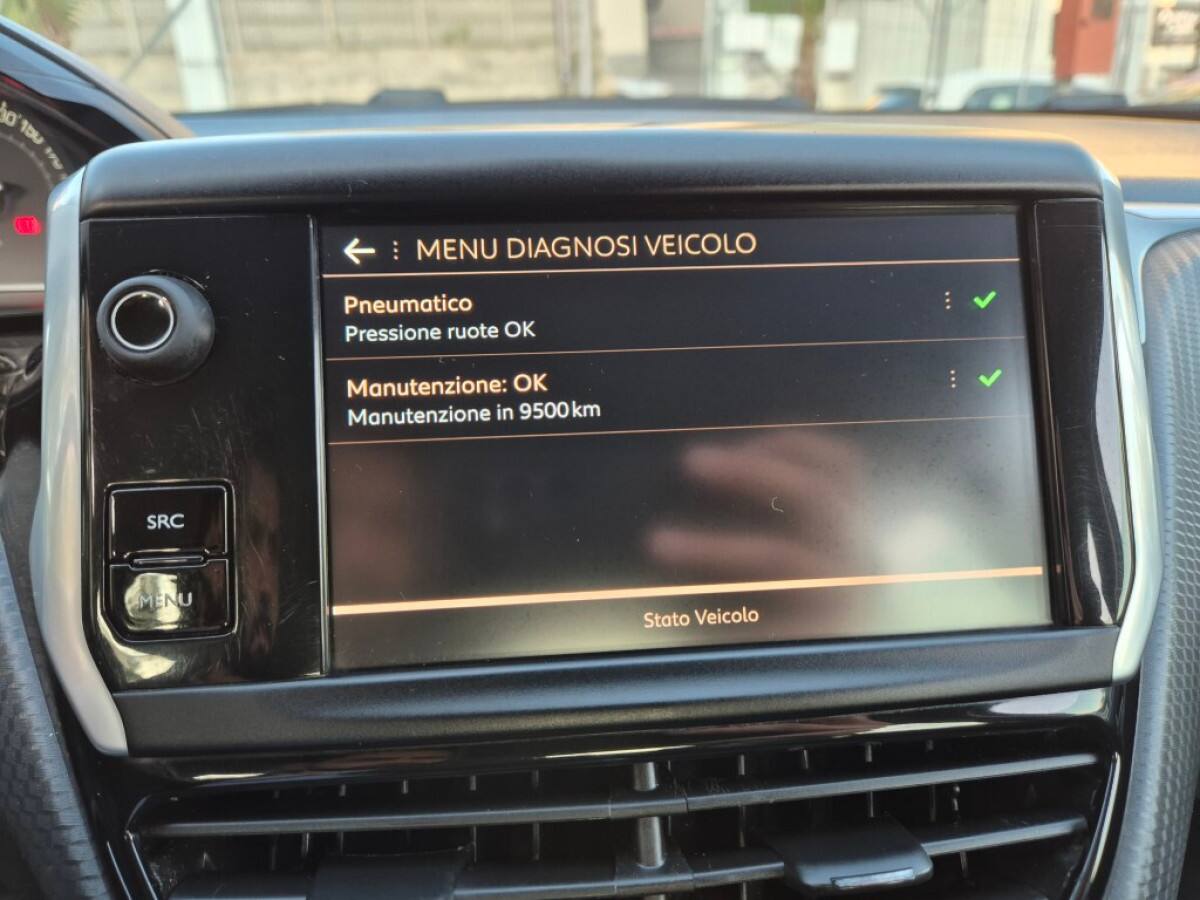 MENU DIAGNOSI VEICOLO
Pneumatico
Pressione ruote OK
Manutenzione: OK
Manutenzione in 9500 km
SRC
MENU
Stato Veicolo